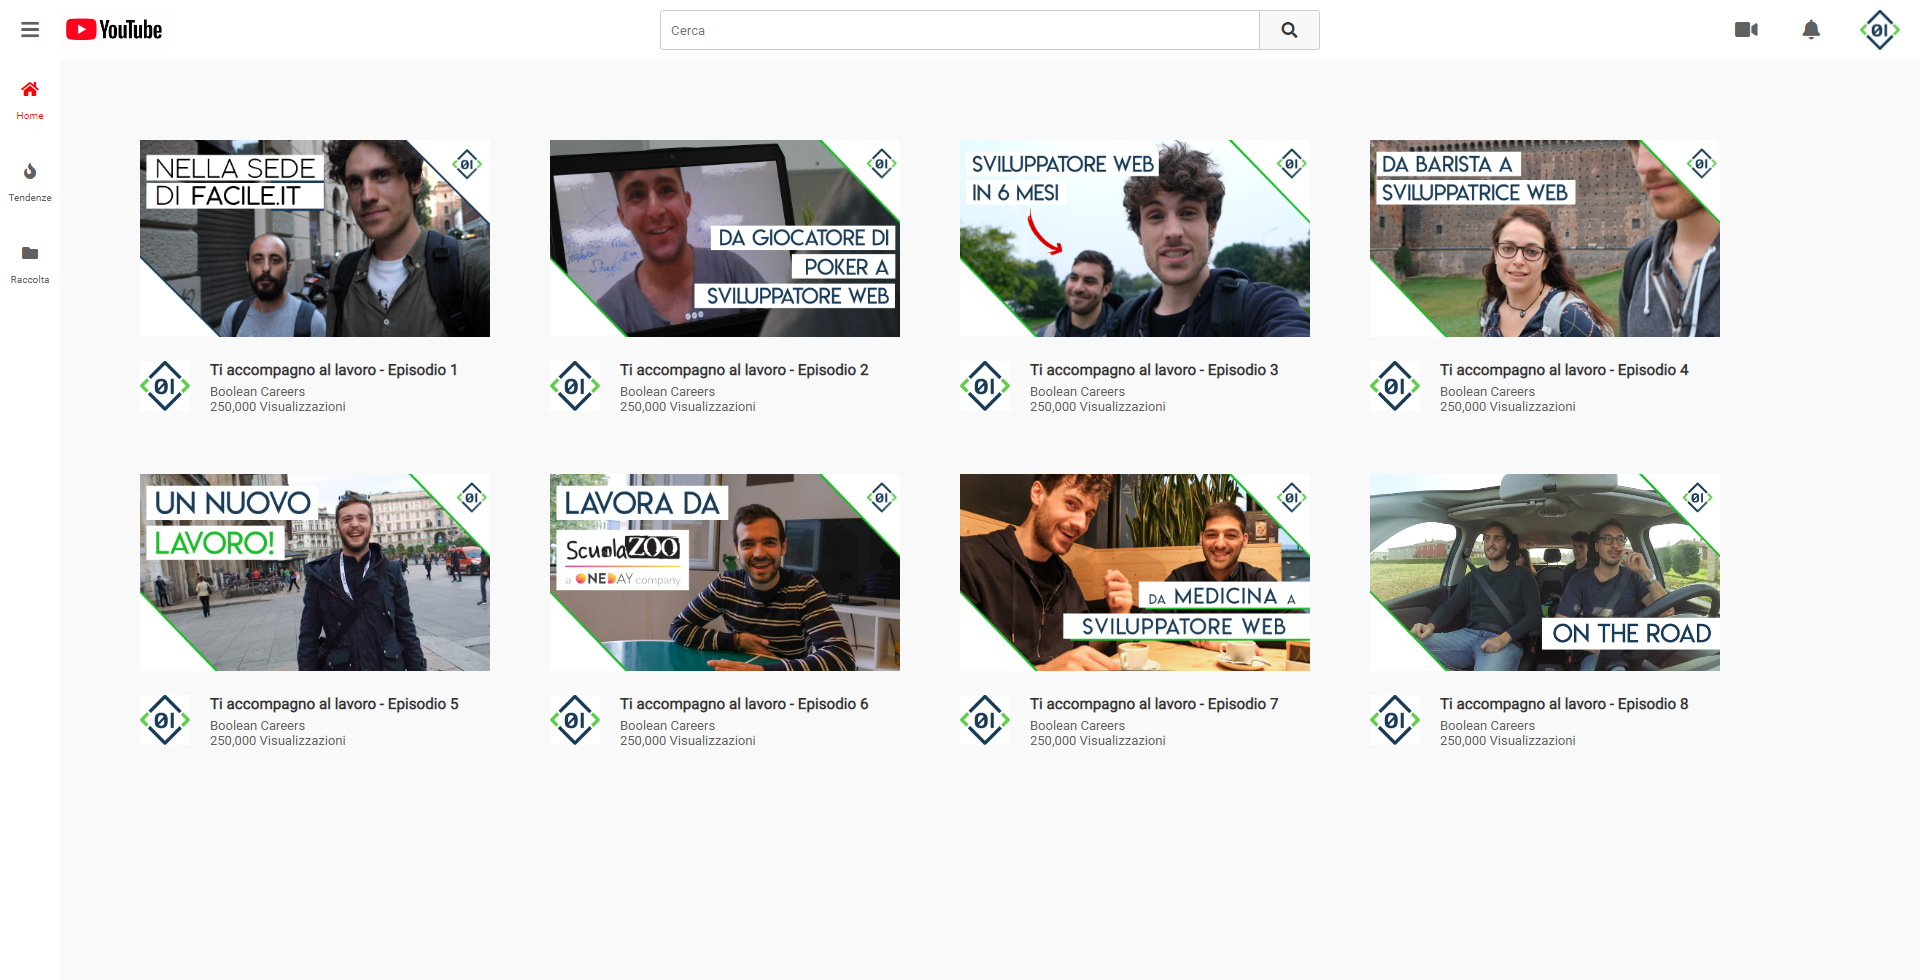 YouTube
Cerca
Home
Tendenze
Raccolta
NELLA SEDE
DI FACILE.IT
DA GIOCATORE DI
POKER A
SVILUPPATORE WEB
SVILUPPATORE WEB
IN 6 MESI
DA BARISTA A
SVILUPPATRICE WEB
Ti accompagno al lavoro - Episodio 1
Boolean Careers
250,000 Visualizzazioni
Ti accompagno al lavoro - Episodio 2
Boolean Careers
250,000 Visualizzazioni
Ti accompagno al lavoro - Episodio 3
Boolean Careers
250,000 Visualizzazioni
Ti accompagno al lavoro - Episodio 4
Boolean Careers
250,000 Visualizzazioni
UN NUOVO
LAVORO!
LAVORA DA
ScuolaZOO
a ONEDAY company
DA MEDICINA A
SVILUPPATORE WEB
ON THE ROAD
Ti accompagno al lavoro - Episodio 5
Boolean Careers
250,000 Visualizzazioni
Ti accompagno al lavoro - Episodio 6
Boolean Careers
250,000 Visualizzazioni
Ti accompagno al lavoro - Episodio 7
Boolean Careers
250,000 Visualizzazioni
Ti accompagno al lavoro - Episodio 8
Boolean Careers
250,000 Visualizzazioni